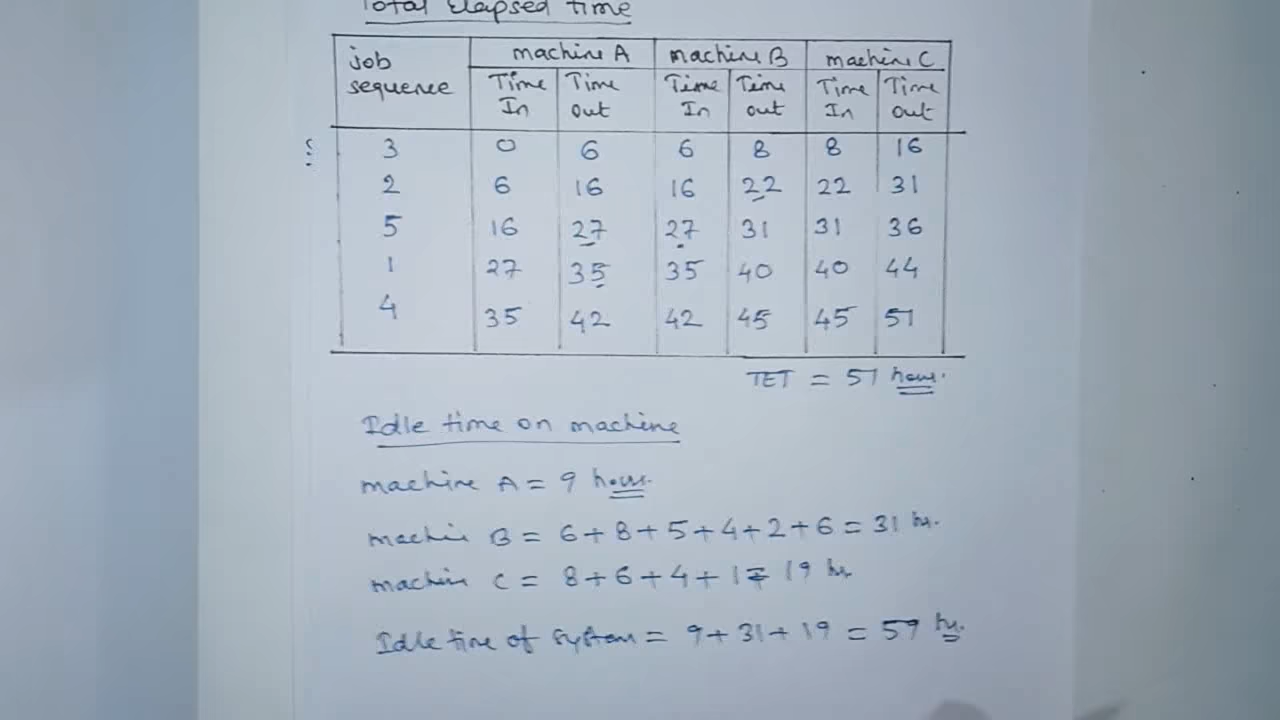 Total Elapsed time
job sequence machine A machine B machine C
Time In Time out Time In Time out Time In Time out
3 0 6 6 8 8 16
2 6 16 16 22 22 31
5 16 27 27 31 31 36
1 27 35 35 40 40 44
4 35 42 42 45 45 51
TET = 51 hour.
Idle time on machine
machine A = 9 hour.
machin B = 6+8+5+4+2+6 = 31 hr.
machin C = 8+6+4+1 = 19 hr
Idle time of system = 9+31+19 = 59 hr.